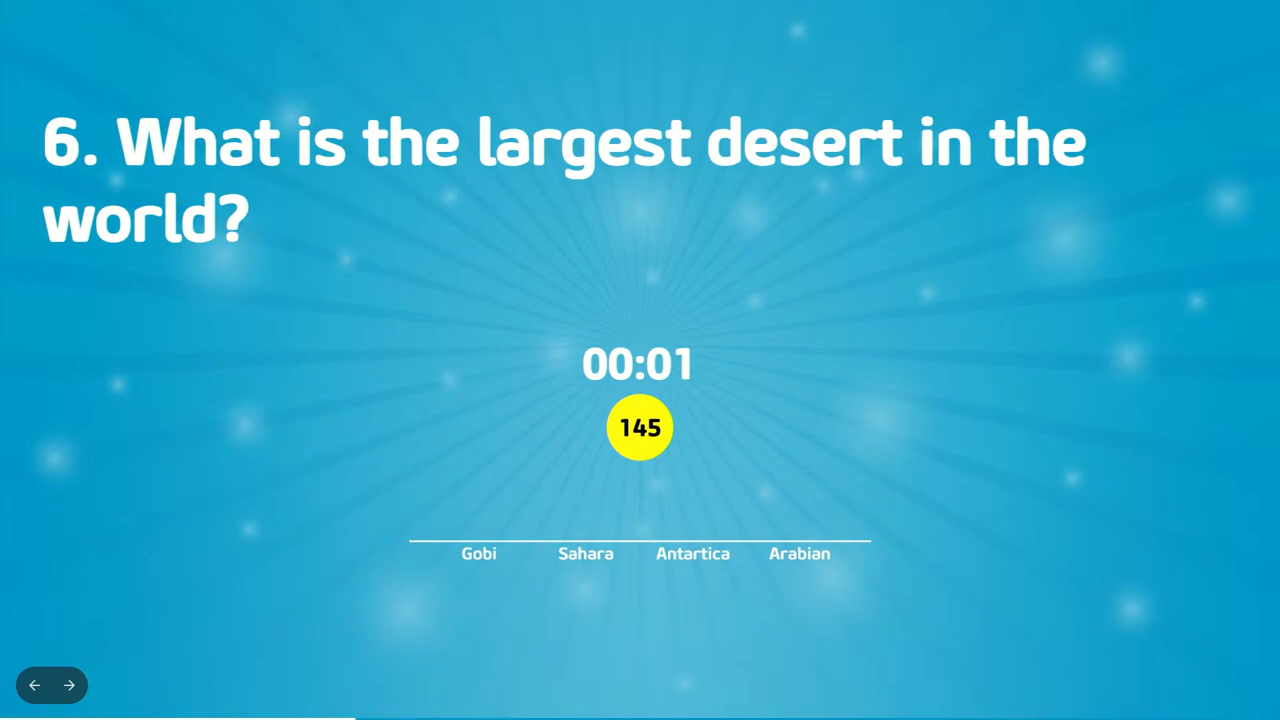 6. What is the largest desert in the
world?
00:01
145
Gobi Sahara Antartica Arabian